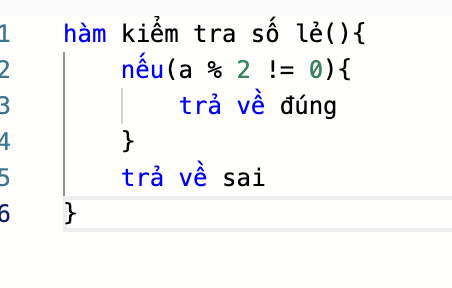 1 hàm kiểm tra số lẻ(){
2 nếu(a % 2 != 0){
3 trả về đúng
4 }
5 trả về sai
6 }